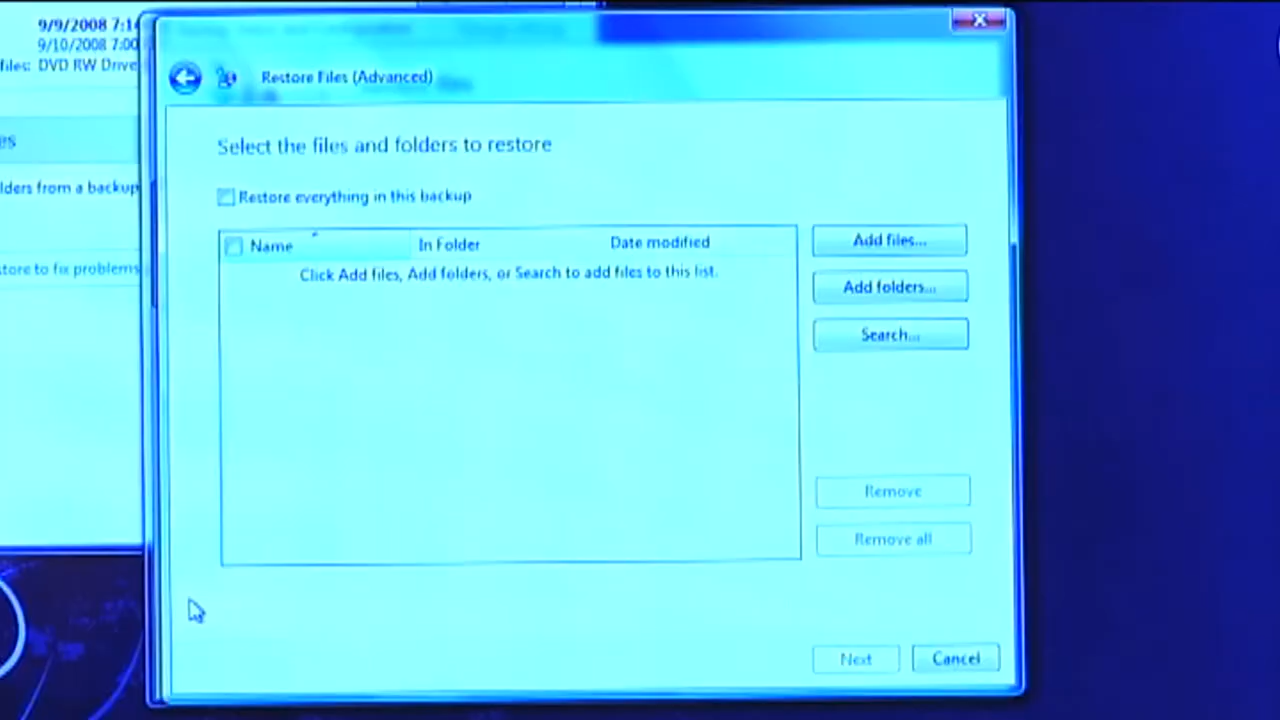 9/9/2008 7:14
9/10/2008 7:00
files: DVD RW Drive
es
lders from a backup
store to fix problems
Restore Files (Advanced)
Select the files and folders to restore
Restore everything in this backup
Name In Folder Date modified
Click Add files, Add folders, or Search to add files to this list.
Add files...
Add folders...
Search...
Remove
Remove all
Next Cancel